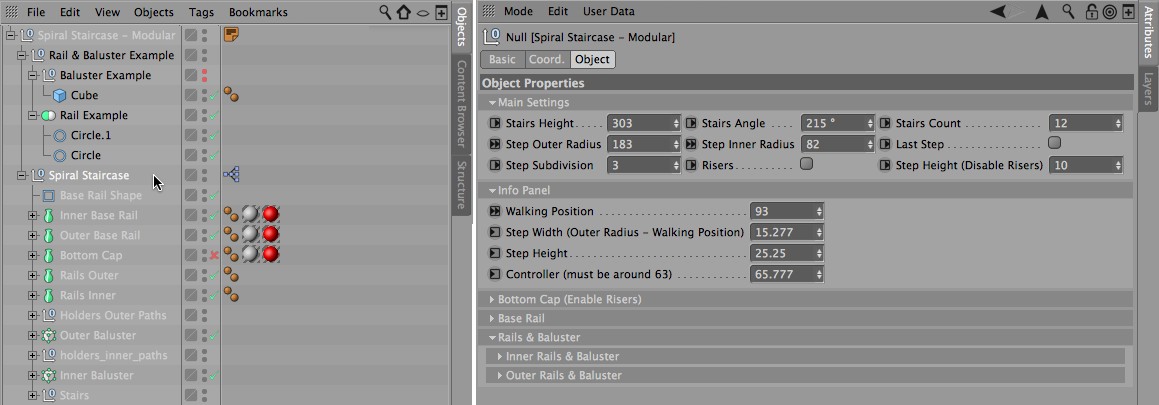 File Edit View Objects Tags Bookmarks
Spiral Staircase – Modular
Rail & Baluster Example
Baluster Example
Cube
Rail Example
Circle.1
Circle
Spiral Staircase
Base Rail Shape
Inner Base Rail
Outer Base Rail
Bottom Cap
Rails Outer
Rails Inner
Holders Outer Paths
Outer Baluster
holders_inner_paths
Inner Baluster
Stairs
Objects
Content Browser
Structure
Mode Edit User Data
Null [Spiral Staircase – Modular]
Basic Coord. Object
Object Properties
Main Settings
Stairs Height 303 Stairs Angle 215 ° Stairs Count 12
Step Outer Radius 183 Step Inner Radius 82 Last Step
Step Subdivision 3 Risers Step Height (Disable Risers) 10
Info Panel
Walking Position 93
Step Width (Outer Radius – Walking Position) 15.277
Step Height 25.25
Controller (must be around 63) 65.777
Bottom Cap (Enable Risers)
Base Rail
Rails & Baluster
Inner Rails & Baluster
Outer Rails & Baluster
Attributes
Layers